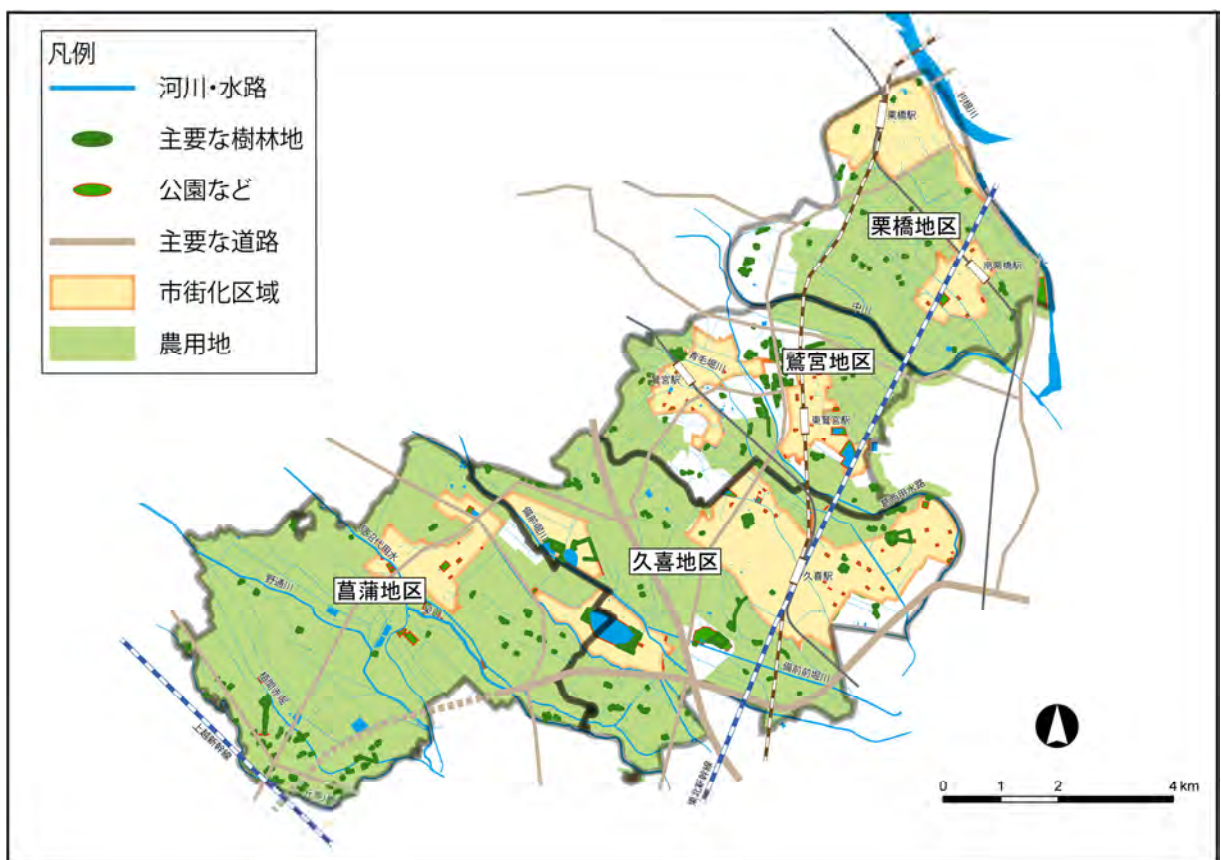 凡例
河川・水路
主要な樹林地
公園など
主要な道路
市街化区域
農用地
栗橋駅
利根川
栗橋地区
南栗橋駅
中川
鷲宮地区
青毛堀川
鷲宮駅
東鷲宮駅
葛西用水路
備前堀川
久喜地区
久喜駅
菖蒲地区
野通川
備前前堀川
上越新幹線
東北新幹線
0 1 2 4 km